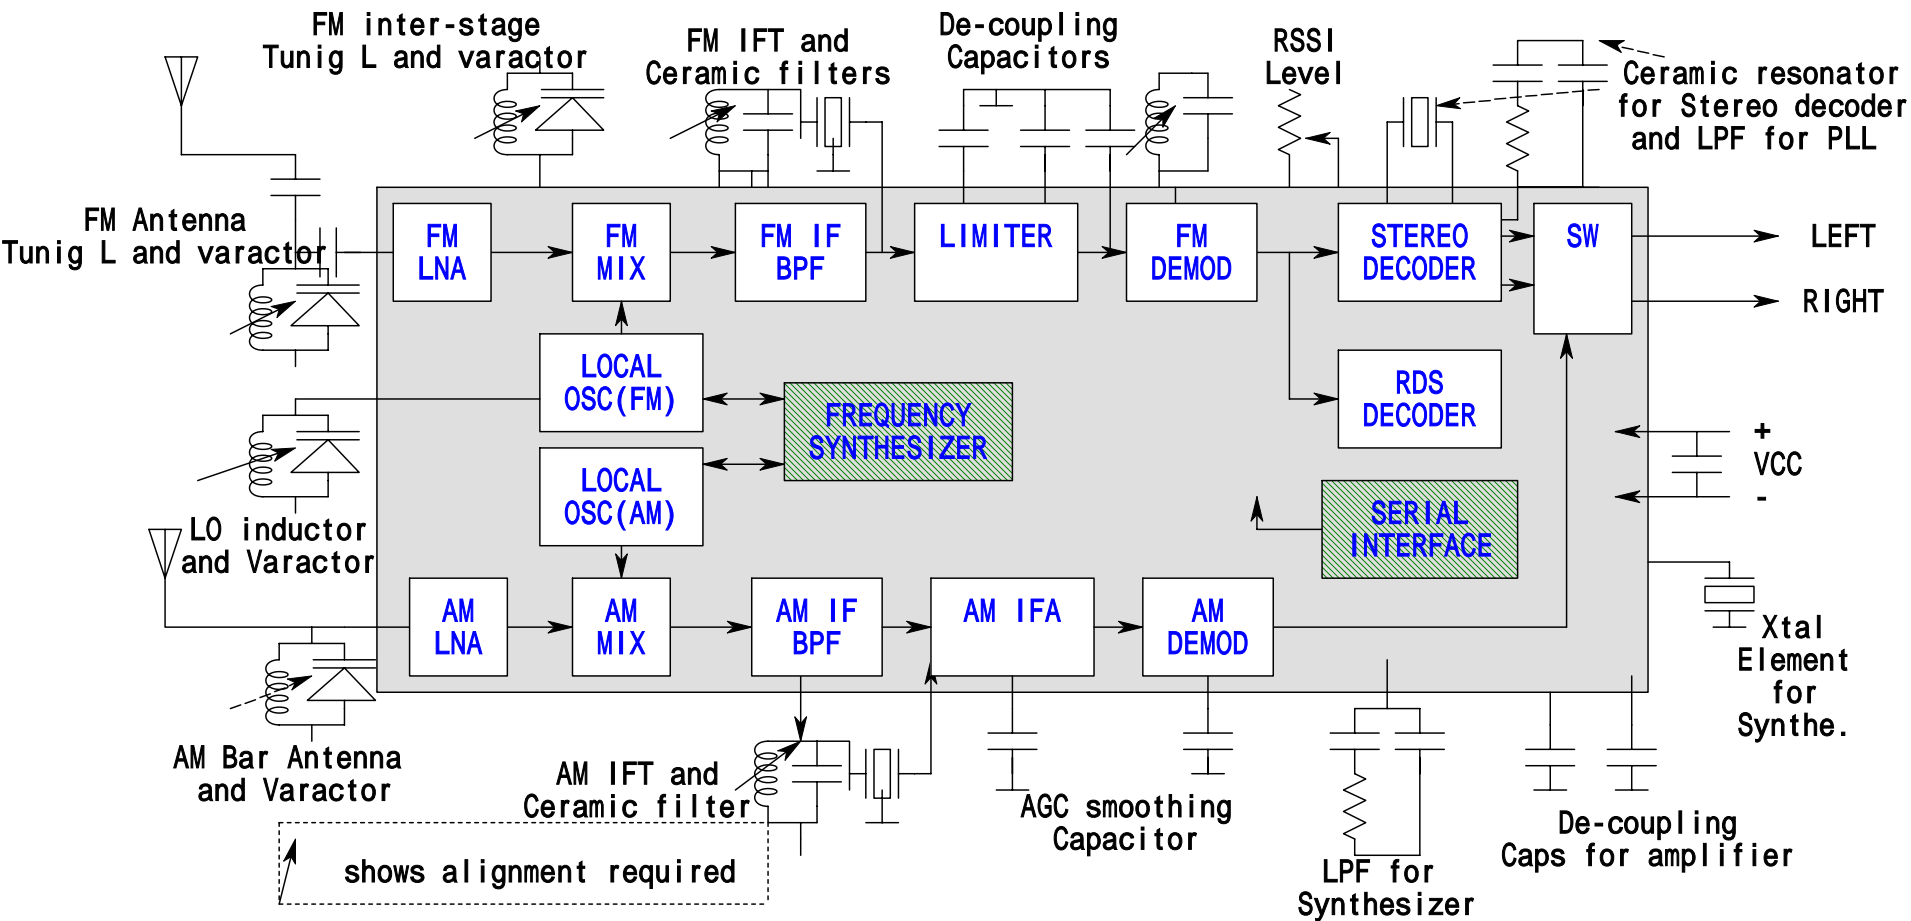 FM inter-stage
Tunig L and varactor
FM IFT and
Ceramic filters
De-coupling
Capacitors
RSSI
Level
Ceramic resonator
for Stereo decoder
and LPF for PLL
FM Antenna
Tunig L and varactor
FM
LNA
FM
MIX
FM IF
BPF
LIMITER
FM
DEMOD
STEREO
DECODER
SW
LEFT
RIGHT
LOCAL
OSC(FM)
FREQUENCY
SYNTHESIZER
RDS
DECODER
+
VCC
-
LOCAL
OSC(AM)
SERIAL
INTERFACE
LO inductor
and Varactor
AM
LNA
AM
MIX
AM IF
BPF
AM IFA
AM
DEMOD
Xtal
Element
for
Synthe.
AM Bar Antenna
and Varactor
AM IFT and
Ceramic filter
AGC smoothing
Capacitor
LPF for
Synthesizer
De-coupling
Caps for amplifier
shows alignment required